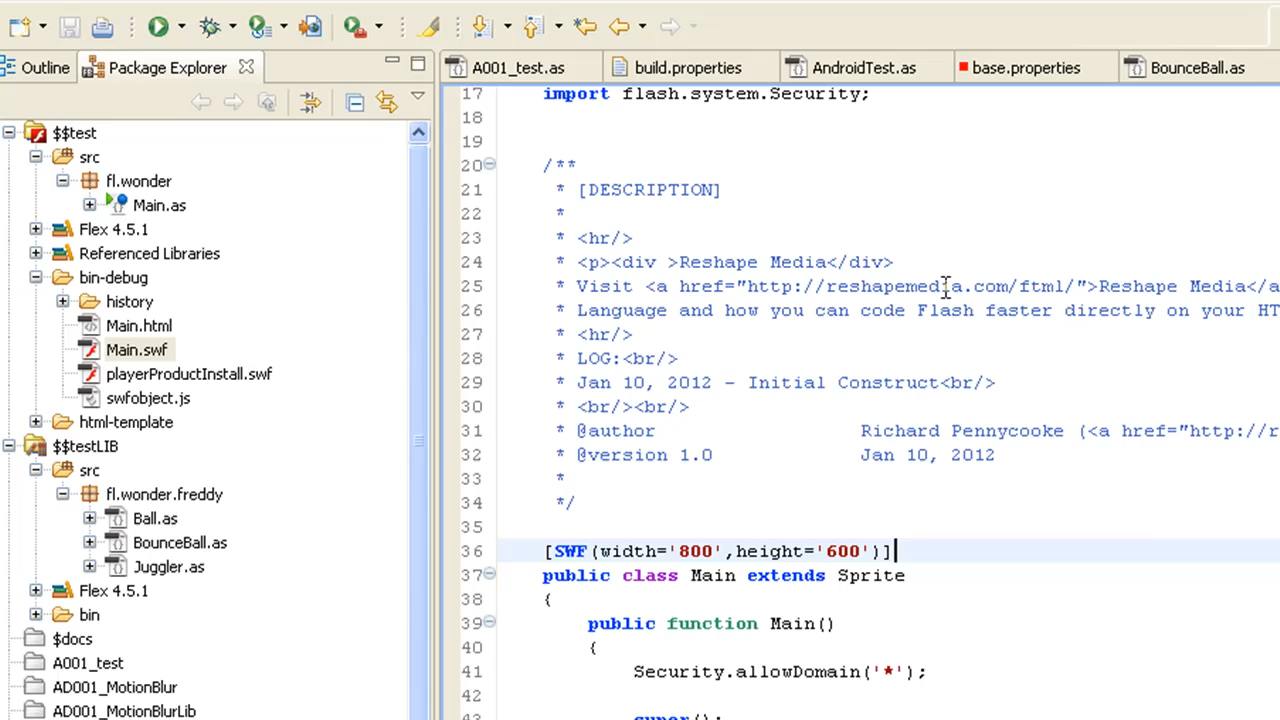 Outline
Package Explorer
A001_test.as
build.properties
AndroidTest.as
base.properties
BounceBall.as
$$test
src
fl.wonder
Main.as
Flex 4.5.1
Referenced Libraries
bin-debug
history
Main.html
Main.swf
playerProductInstall.swf
swfobject.js
html-template
$$testLIB
src
fl.wonder.freddy
Ball.as
BounceBall.as
Juggler.as
Flex 4.5.1
bin
$docs
A001_test
AD001_MotionBlur
AD001_MotionBlurLib
17 import flash.system.Security;
18
19
20 /**
21 * [DESCRIPTION]
22 *
23 * <hr/>
24 * <p><div >Reshape Media</div>
25 * Visit <a href="http://reshapemedia.com/ftml/">Reshape Media</a
26 * Language and how you can code Flash faster directly on your HT
27 * <hr/>
28 * LOG:<br/>
29 * Jan 10, 2012 - Initial Construct<br/>
30 * <br/><br/>
31 * @author Richard Pennycooke (<a href="http://r
32 * @version 1.0 Jan 10, 2012
33 *
34 */
35
36 [SWF(width='800',height='600')]
37 public class Main extends Sprite
38 {
39 public function Main()
40 {
41 Security.allowDomain('*');
42
43 super();